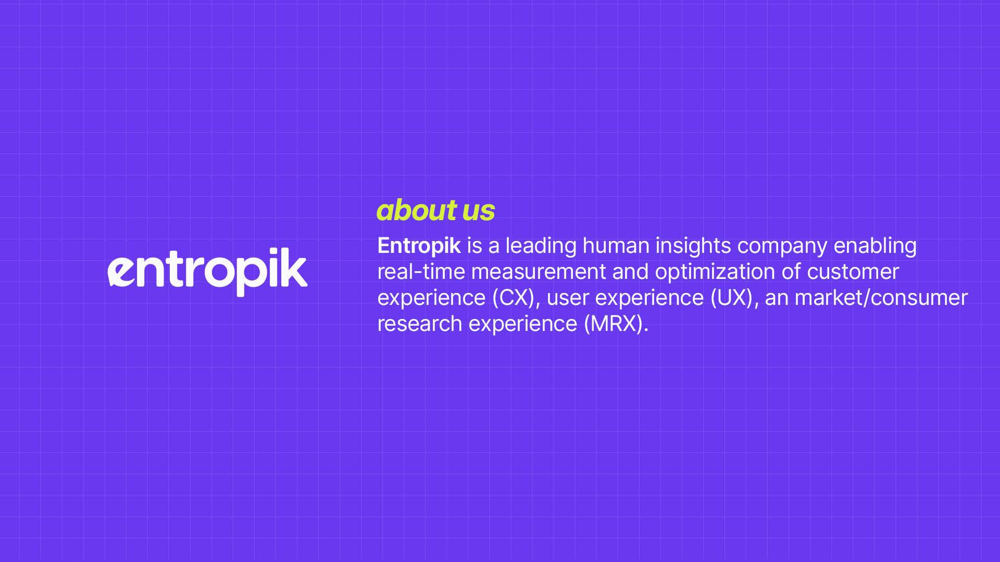 entropik
about us
Entropik is a leading human insights company enabling
real-time measurement and optimization of customer
experience (CX), user experience (UX), an market/consumer
research experience (MRX).